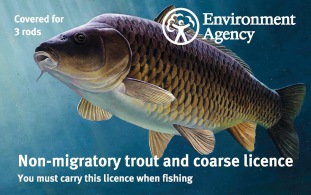 Covered for
3 rods
Environment
Agency
Non-migratory trout and coarse licence
You must carry this licence when fishing